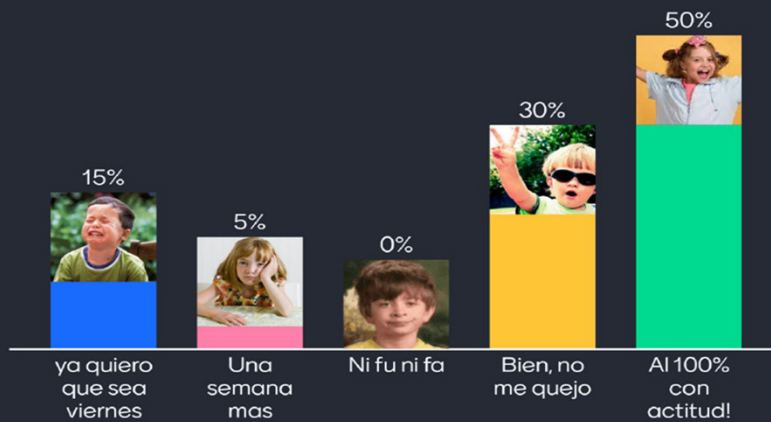 50%
30%
15%
5%
0%
ya quiero
que sea
viernes
Una
semana
mas
Ni fu ni fa
Bien, no
me quejo
Al 100%
con
actitud!